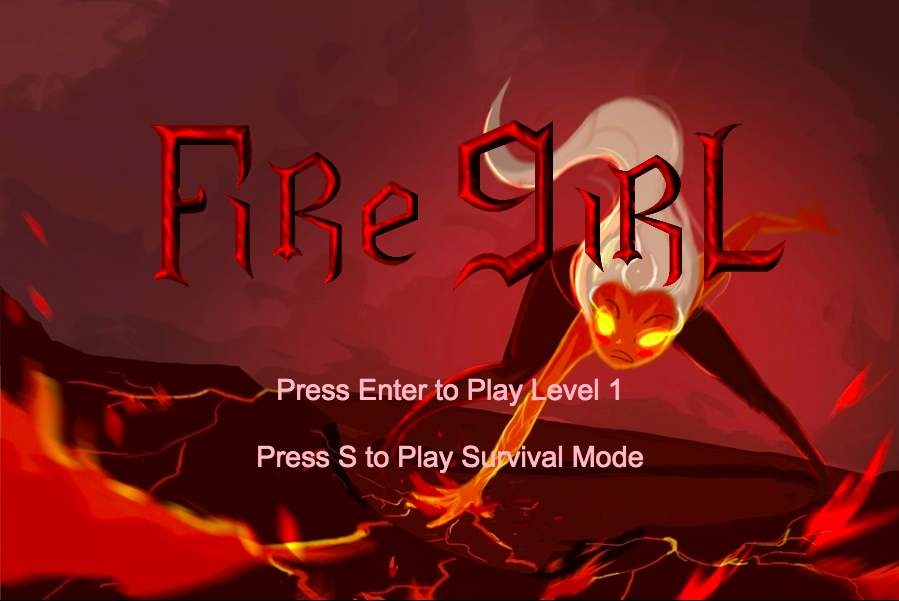 FiRe giRL
Press Enter to Play Level 1
Press S to Play Survival Mode